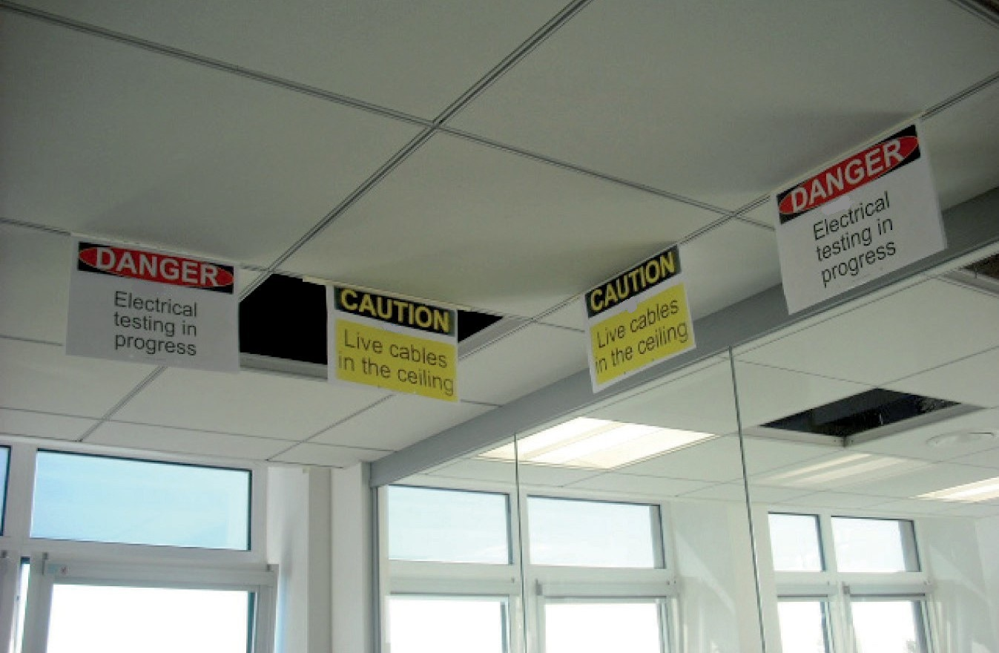 DANGER
Electrical
testing in
progress
CAUTION
Live cables
in the ceiling
CAUTION
Live cables
in the ceiling
DANGER
Electrical
testing in
progress